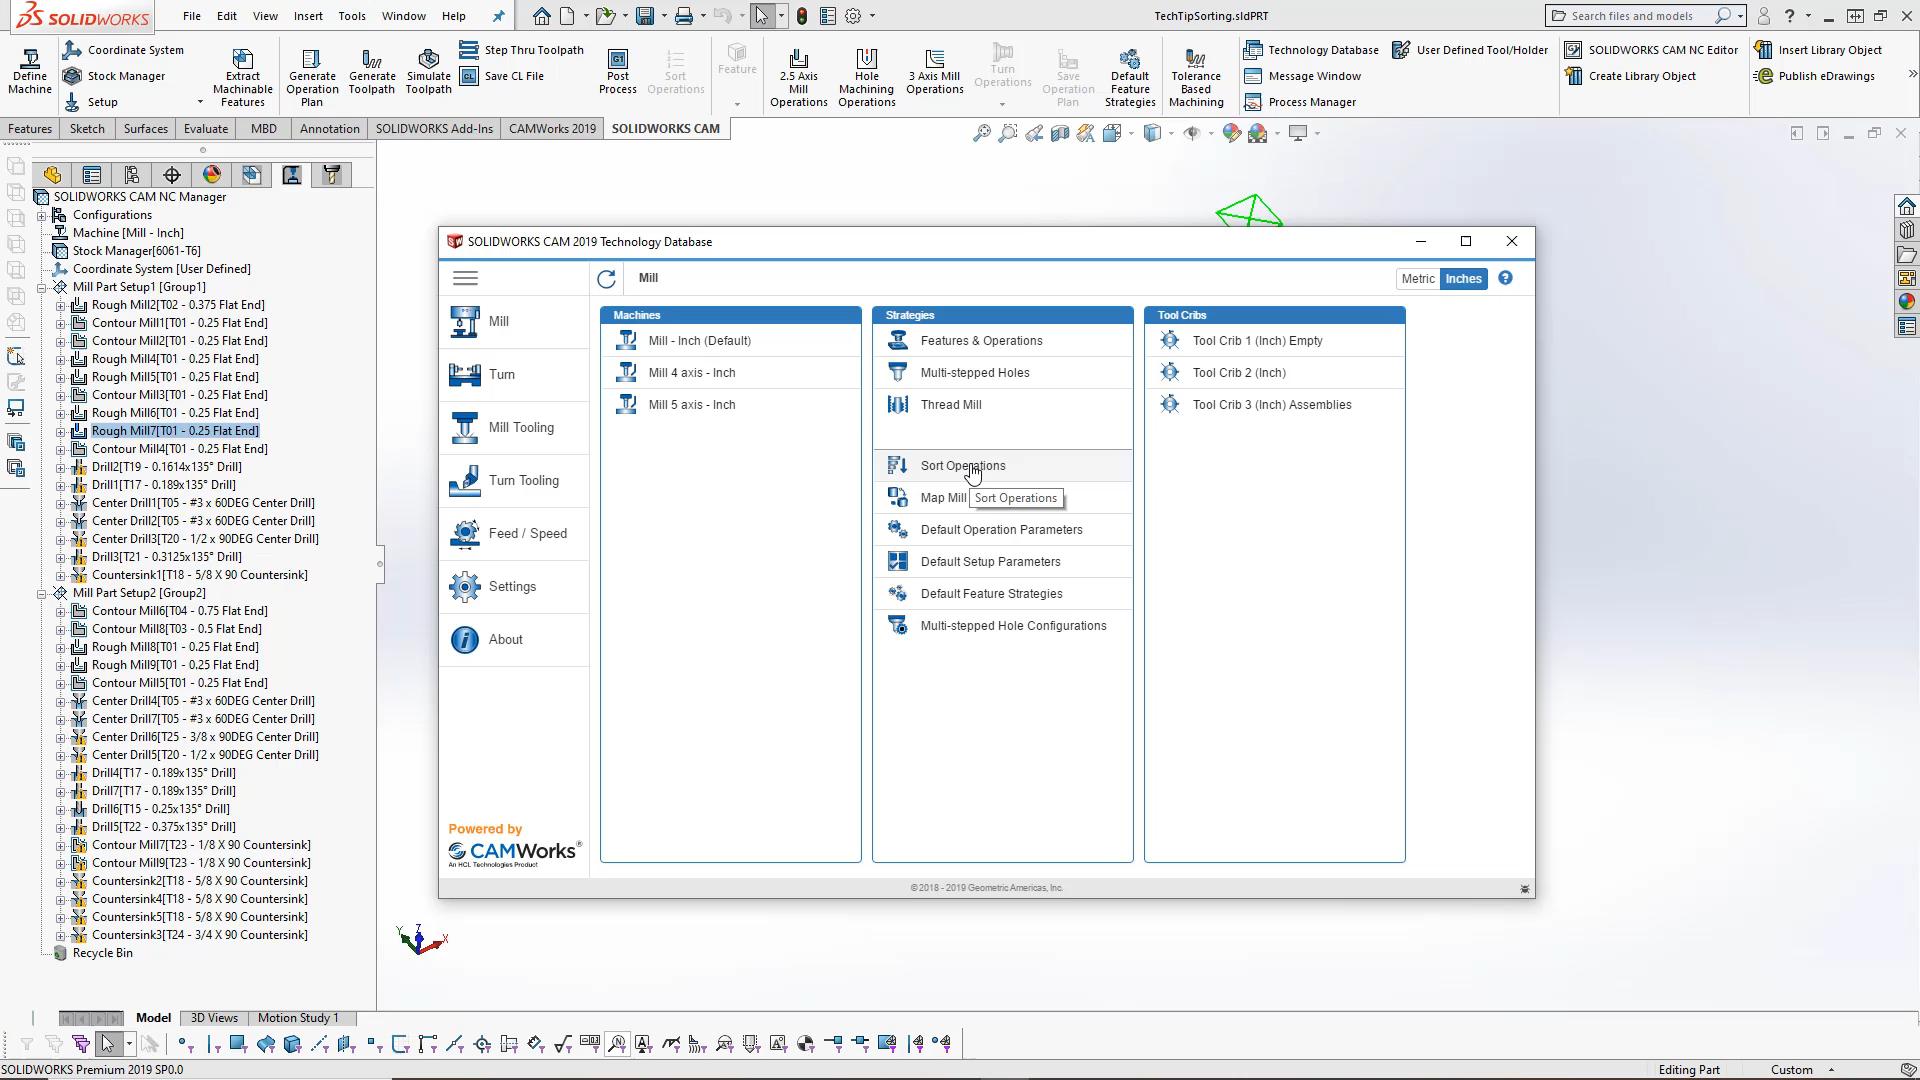 SOLIDWORKS
File Edit View Insert Tools Window Help
TechTipSorting.sldPRT
Search files and models
Define Machine
Coordinate System
Stock Manager
Setup
Extract Machinable Features
Generate Operation Plan
Generate Toolpath
Simulate Toolpath
Step Thru Toolpath
Save CL File
Post Process
Sort Operations
Feature
2.5 Axis Mill Operations
Hole Machining Operations
3 Axis Mill Operations
Turn Operations
Save Operation Plan
Default Feature Strategies
Tolerance Based Machining
Technology Database
Message Window
Process Manager
User Defined Tool/Holder
SOLIDWORKS CAM NC Editor
Create Library Object
Insert Library Object
Publish eDrawings
Features Sketch Surfaces Evaluate MBD Annotation SOLIDWORKS Add-Ins CAMWorks 2019 SOLIDWORKS CAM
SOLIDWORKS CAM NC Manager
Configurations
Machine [Mill - Inch]
Stock Manager[6061-T6]
Coordinate System [User Defined]
Mill Part Setup1 [Group1]
Rough Mill2[T02 - 0.375 Flat End]
Contour Mill1[T01 - 0.25 Flat End]
Contour Mill2[T01 - 0.25 Flat End]
Rough Mill4[T01 - 0.25 Flat End]
Rough Mill5[T01 - 0.25 Flat End]
Contour Mill3[T01 - 0.25 Flat End]
Rough Mill6[T01 - 0.25 Flat End]
Rough Mill7[T01 - 0.25 Flat End]
Contour Mill4[T01 - 0.25 Flat End]
Drill2[T19 - 0.1614x135° Drill]
Drill1[T17 - 0.189x135° Drill]
Center Drill1[T05 - #3 x 60DEG Center Drill]
Center Drill2[T05 - #3 x 60DEG Center Drill]
Center Drill3[T20 - 1/2 x 90DEG Center Drill]
Drill3[T21 - 0.3125x135° Drill]
Countersink1[T18 - 5/8 X 90 Countersink]
Mill Part Setup2 [Group2]
Contour Mill6[T04 - 0.75 Flat End]
Contour Mill8[T03 - 0.5 Flat End]
Rough Mill8[T01 - 0.25 Flat End]
Rough Mill9[T01 - 0.25 Flat End]
Contour Mill5[T01 - 0.25 Flat End]
Center Drill4[T05 - #3 x 60DEG Center Drill]
Center Drill7[T05 - #3 x 60DEG Center Drill]
Center Drill6[T25 - 3/8 x 90DEG Center Drill]
Center Drill5[T20 - 1/2 x 90DEG Center Drill]
Drill4[T17 - 0.189x135° Drill]
Drill7[T17 - 0.189x135° Drill]
Drill6[T15 - 0.25x135° Drill]
Drill5[T22 - 0.375x135° Drill]
Contour Mill7[T23 - 1/8 X 90 Countersink]
Contour Mill9[T23 - 1/8 X 90 Countersink]
Countersink2[T18 - 5/8 X 90 Countersink]
Countersink4[T18 - 5/8 X 90 Countersink]
Countersink5[T18 - 5/8 X 90 Countersink]
Countersink3[T24 - 3/4 X 90 Countersink]
Recycle Bin
SOLIDWORKS CAM 2019 Technology Database
Mill
Metric Inches
Mill
Turn
Mill Tooling
Turn Tooling
Feed / Speed
Settings
About
Powered by
CAMWorks®
An HCL Technologies Product
Machines
Mill - Inch (Default)
Mill 4 axis - Inch
Mill 5 axis - Inch
Strategies
Features & Operations
Multi-stepped Holes
Thread Mill
Sort Operations
Map Mill
Sort Operations
Default Operation Parameters
Default Setup Parameters
Default Feature Strategies
Multi-stepped Hole Configurations
Tool Cribs
Tool Crib 1 (Inch) Empty
Tool Crib 2 (Inch)
Tool Crib 3 (Inch) Assemblies
© 2018 - 2019 Geometric Americas, Inc.
Y Z X
Model 3D Views Motion Study 1
SOLIDWORKS Premium 2019 SP0.0
Editing Part
Custom